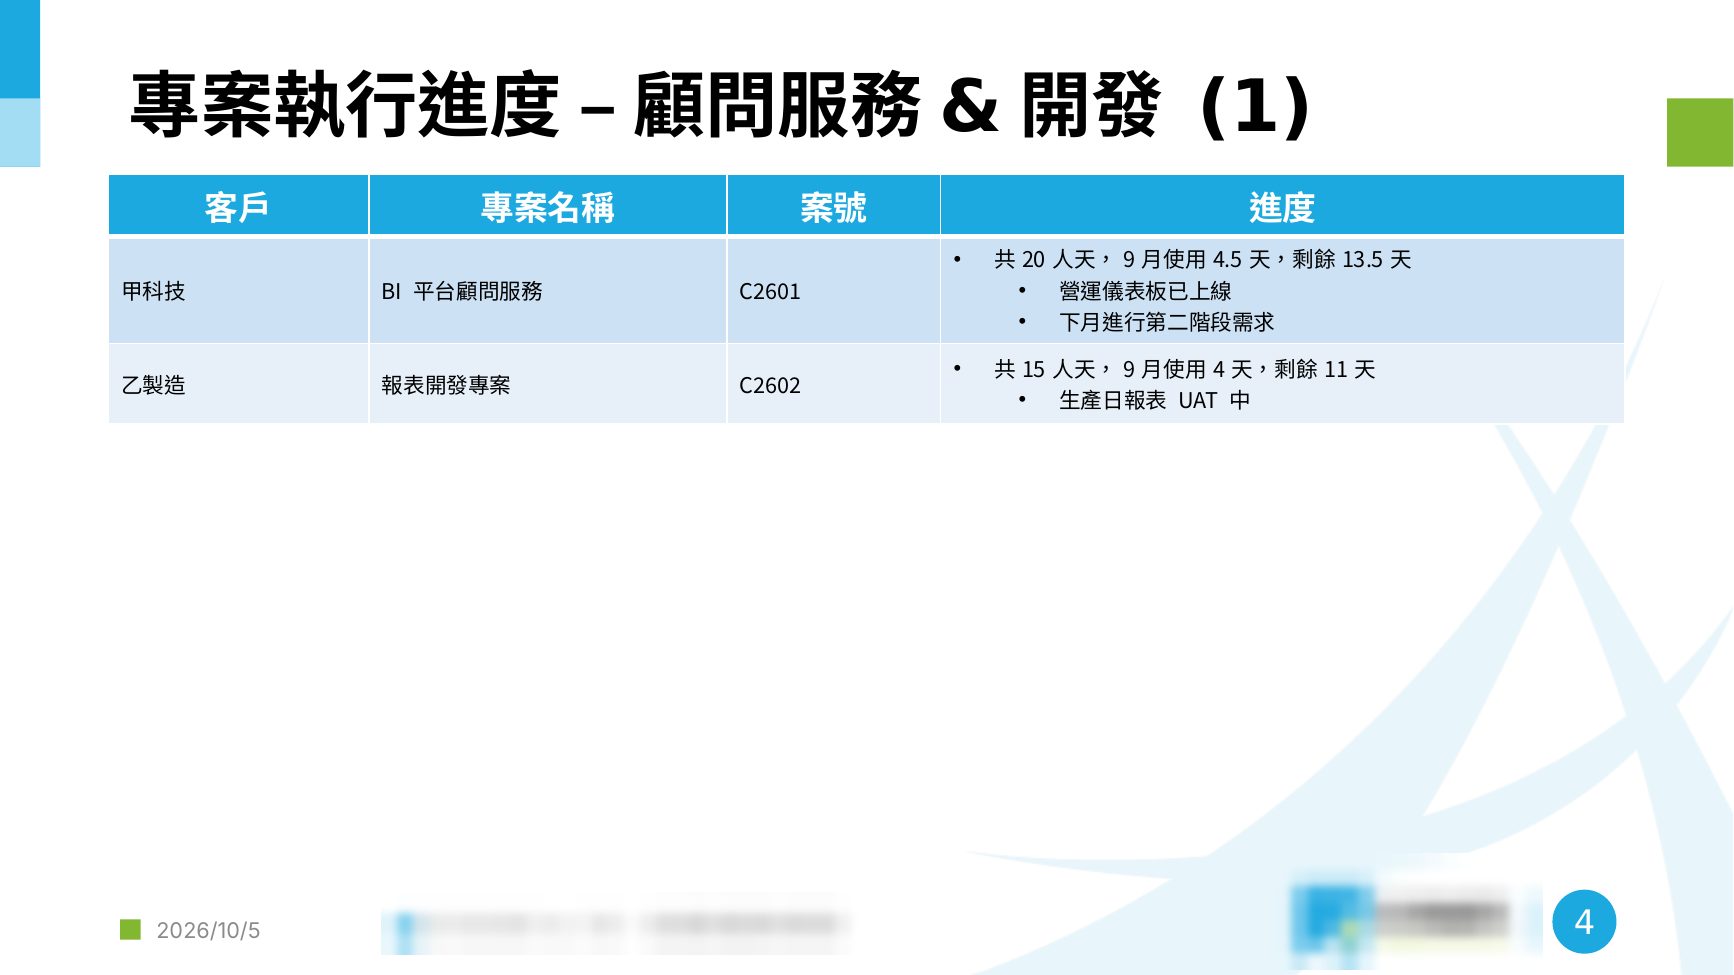 專案執行進度 – 顧問服務 & 開發 (1)
客戶 專案名稱 案號 進度
甲科技 BI 平台顧問服務 C2601
• 共 20 人天， 9 月使用 4.5 天，剩餘 13.5 天
• 營運儀表板已上線
• 下月進行第二階段需求
乙製造 報表開發專案 C2602
• 共 15 人天， 9 月使用 4 天，剩餘 11 天
• 生產日報表 UAT 中
2026/10/5
4